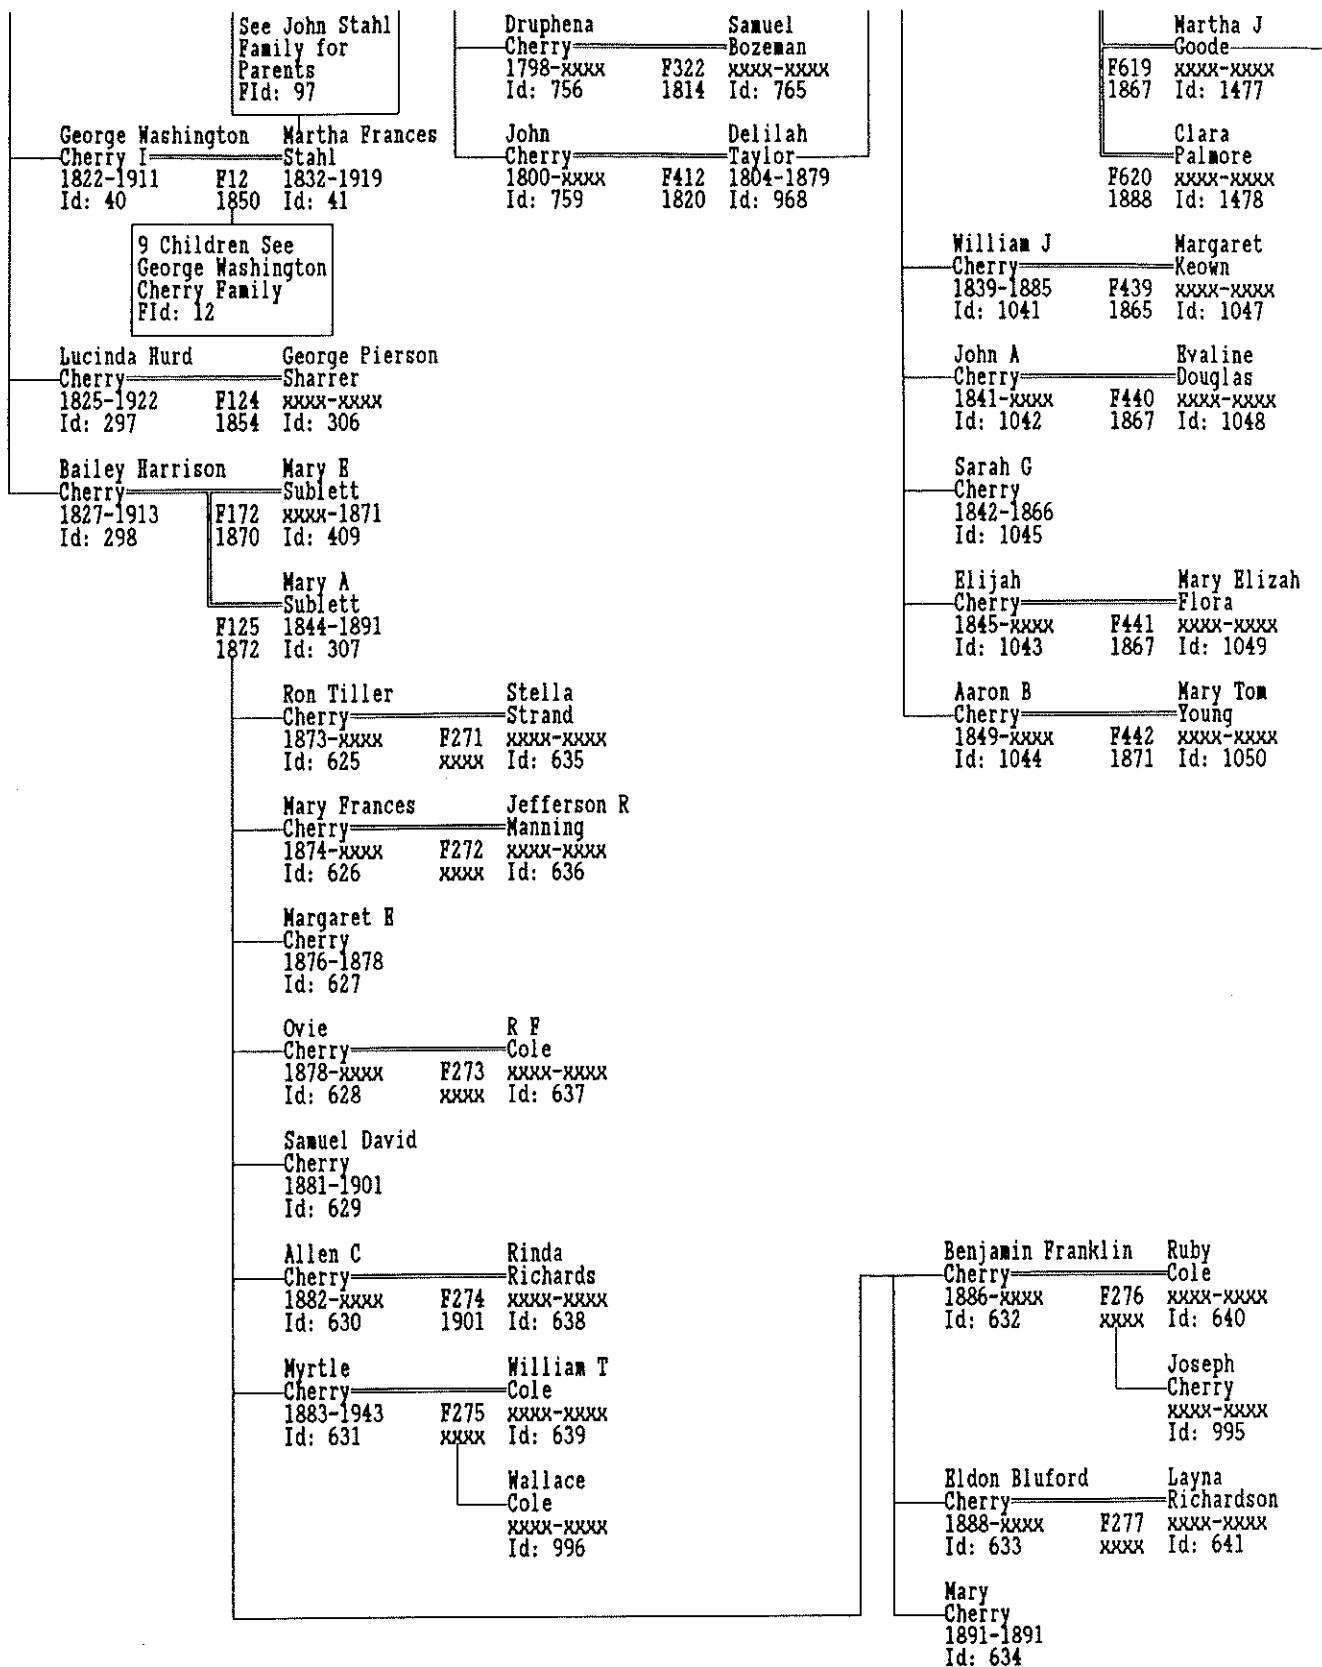 See John Stahl
Family for
Parents
FId: 97
George Washington Martha Frances
Cherry I Stahl
1822-1911 F12 1832-1919
Id: 40 1850 Id: 41
9 Children See
George Washington
Cherry Family
FId: 12
Lucinda Hurd George Pierson
Cherry Sharrer
1825-1922 F124 xxxx-xxxx
Id: 297 1854 Id: 306
Bailey Harrison Mary E
Cherry Sublett
1827-1913 F172 xxxx-1871
Id: 298 1870 Id: 409
Mary A
Sublett
F125 1844-1891
1872 Id: 307
Ron Tiller Stella
Cherry Strand
1873-xxxx F271 xxxx-xxxx
Id: 625 xxxx Id: 635
Mary Frances Jefferson R
Cherry Manning
1874-xxxx F272 xxxx-xxxx
Id: 626 xxxx Id: 636
Margaret E
Cherry
1876-1878
Id: 627
Ovie R F
Cherry Cole
1878-xxxx F273 xxxx-xxxx
Id: 628 xxxx Id: 637
Samuel David
Cherry
1881-1901
Id: 629
Allen C Rinda
Cherry Richards
1882-xxxx F274 xxxx-xxxx
Id: 630 1901 Id: 638
Myrtle William T
Cherry Cole
1883-1943 F275 xxxx-xxxx
Id: 631 xxxx Id: 639
Wallace
Cole
xxxx-xxxx
Id: 996
Druphena Samuel
Cherry Bozeman
1798-xxxx F322 xxxx-xxxx
Id: 756 1814 Id: 765
John Delilah
Cherry Taylor
1800-xxxx F412 1804-1879
Id: 759 1820 Id: 968
Martha J
Goode
F619 xxxx-xxxx
1867 Id: 1477
Clara
Palmore
F620 xxxx-xxxx
1888 Id: 1478
William J Margaret
Cherry Keown
1839-1885 F439 xxxx-xxxx
Id: 1041 1865 Id: 1047
John A Evaline
Cherry Douglas
1841-xxxx F440 xxxx-xxxx
Id: 1042 1867 Id: 1048
Sarah G
Cherry
1842-1866
Id: 1045
Elijah Mary Elizah
Cherry Flora
1845-xxxx F441 xxxx-xxxx
Id: 1043 1867 Id: 1049
Aaron B Mary Tom
Cherry Young
1849-xxxx F442 xxxx-xxxx
Id: 1044 1871 Id: 1050
Benjamin Franklin Ruby
Cherry Cole
1886-xxxx F276 xxxx-xxxx
Id: 632 xxxx Id: 640
Joseph
Cherry
xxxx-xxxx
Id: 995
Eldon Bluford Layna
Cherry Richardson
1888-xxxx F277 xxxx-xxxx
Id: 633 xxxx Id: 641
Mary
Cherry
1891-1891
Id: 634